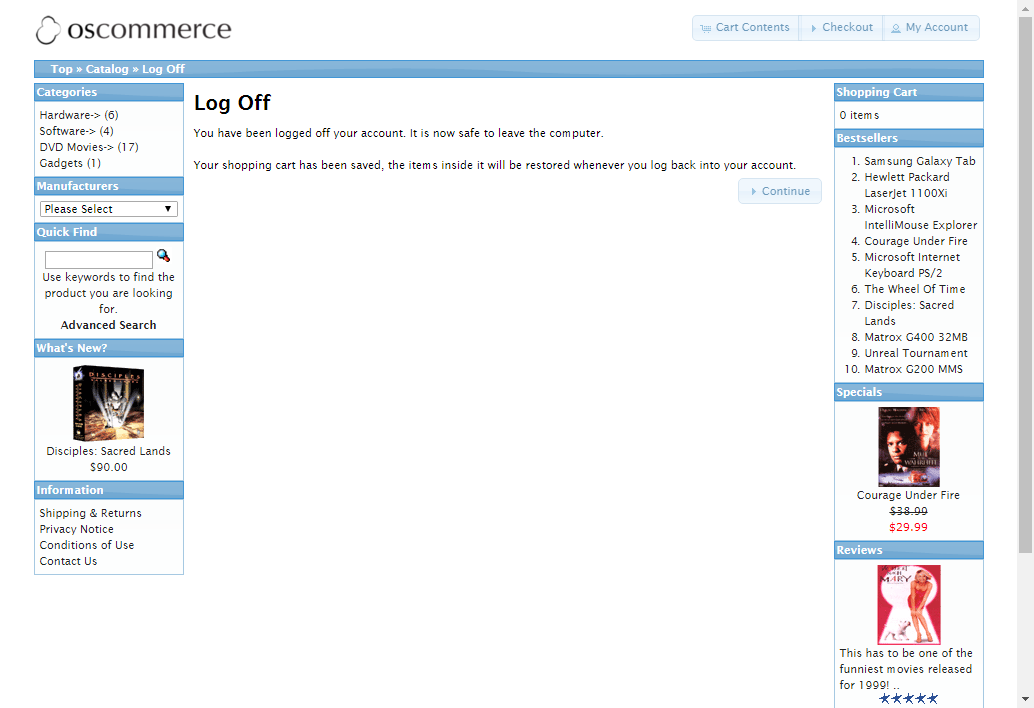 oscommerce
Cart Contents
Checkout
My Account
Top » Catalog » Log Off
Categories
Hardware-> (6)
Software-> (4)
DVD Movies-> (17)
Gadgets (1)
Manufacturers
Please Select
Quick Find
Use keywords to find the
product you are looking
for.
Advanced Search
What's New?
DISCIPLES
Disciples: Sacred Lands
$90.00
Information
Shipping & Returns
Privacy Notice
Conditions of Use
Contact Us
Log Off
You have been logged off your account. It is now safe to leave the computer.
Your shopping cart has been saved, the items inside it will be restored whenever you log back into your account.
Continue
Shopping Cart
0 items
Bestsellers
1. Samsung Galaxy Tab
2. Hewlett Packard
LaserJet 1100Xi
3. Microsoft
IntelliMouse Explorer
4. Courage Under Fire
5. Microsoft Internet
Keyboard PS/2
6. The Wheel Of Time
7. Disciples: Sacred
Lands
8. Matrox G400 32MB
9. Unreal Tournament
10. Matrox G200 MMS
Specials
Courage Under Fire
$38.99
$29.99
Reviews
MARY
This has to be one of the
funniest movies released
for 1999! ..